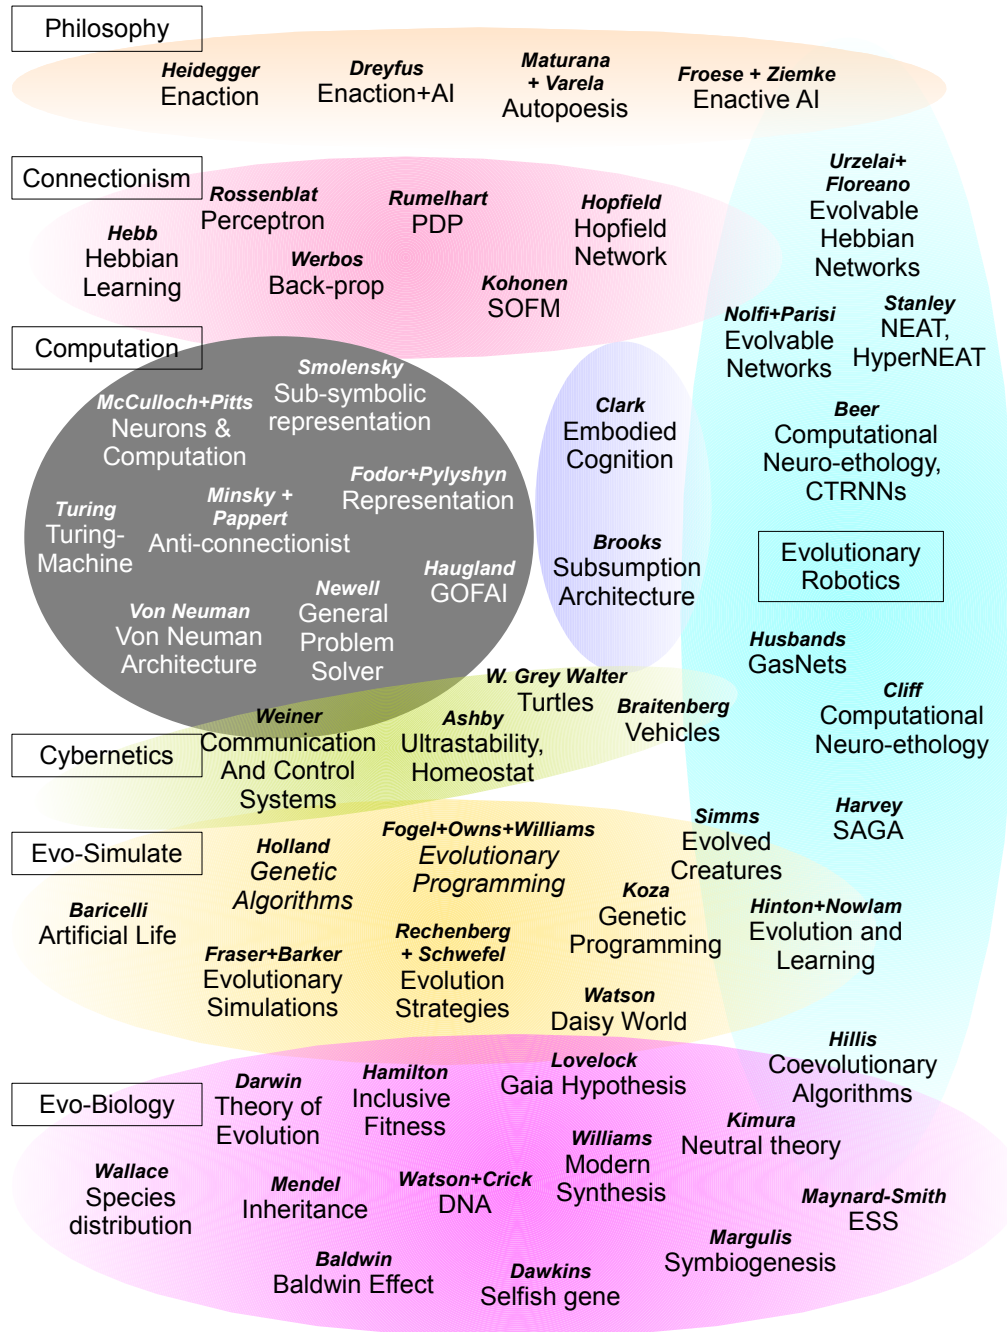 Philosophy
Heidegger
Enaction
Dreyfus
Enaction+AI
Maturana
+ Varela
Autopoesis
Froese + Ziemke
Enactive AI
Connectionism
Rossenblat
Perceptron
Rumelhart
PDP
Hopfield
Hopfield
Network
Hebb
Hebbian
Learning
Werbos
Back-prop
Kohonen
SOFM
Urzelai+
Floreano
Evolvable
Hebbian
Networks
Nolfi+Parisi
Evolvable
Networks
Stanley
NEAT,
HyperNEAT
Computation
Smolensky
Sub-symbolic
representation
McCulloch+Pitts
Neurons &
Computation
Fodor+Pylyshyn
Representation
Turing
Turing-
Machine
Minsky +
Pappert
Anti-connectionist
Haugland
GOFAI
Von Neuman
Von Neuman
Architecture
Newell
General
Problem
Solver
Clark
Embodied
Cognition
Brooks
Subsumption
Architecture
Beer
Computational
Neuro-ethology,
CTRNNs
Evolutionary
Robotics
Husbands
GasNets
Cliff
Computational
Neuro-ethology
Cybernetics
Weiner
Communication
And Control
Systems
Ashby
Ultrastability,
Homeostat
W. Grey Walter
Turtles
Braitenberg
Vehicles
Evo-Simulate
Holland
Genetic
Algorithms
Fogel+Owns+Williams
Evolutionary
Programming
Simms
Evolved
Creatures
Harvey
SAGA
Baricelli
Artificial Life
Fraser+Barker
Evolutionary
Simulations
Rechenberg
+ Schwefel
Evolution
Strategies
Koza
Genetic
Programming
Hinton+Nowlam
Evolution and
Learning
Watson
Daisy World
Hillis
Coevolutionary
Algorithms
Evo-Biology
Darwin
Theory of
Evolution
Hamilton
Inclusive
Fitness
Lovelock
Gaia Hypothesis
Kimura
Neutral theory
Wallace
Species
distribution
Mendel
Inheritance
Watson+Crick
DNA
Williams
Modern
Synthesis
Maynard-Smith
ESS
Margulis
Symbiogenesis
Baldwin
Baldwin Effect
Dawkins
Selfish gene